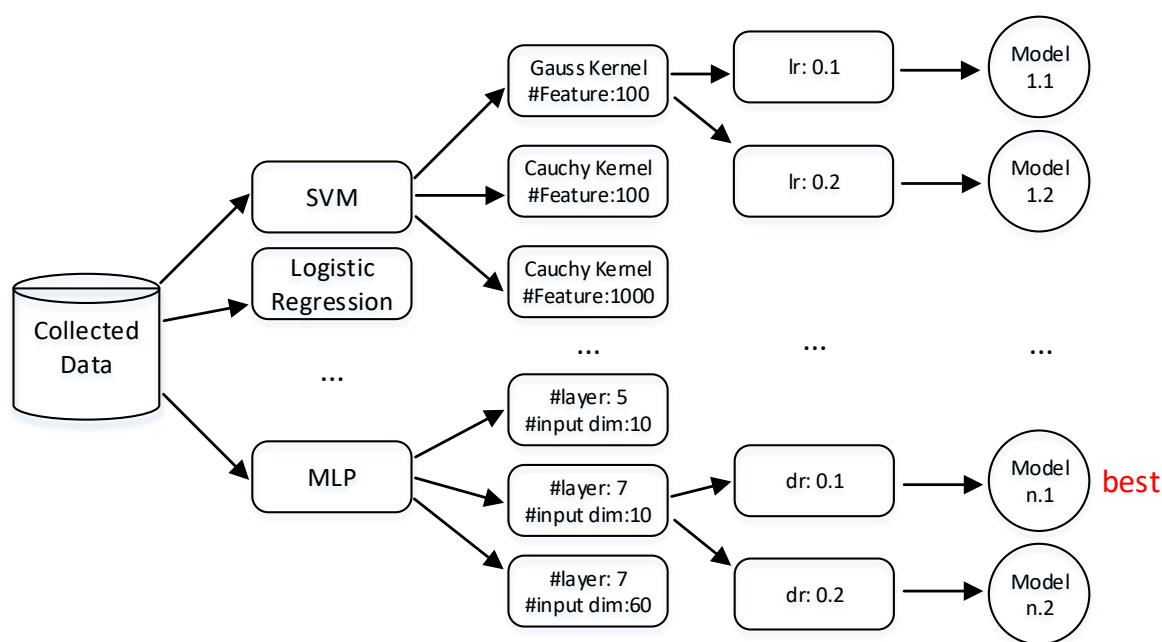 Collected
Data
SVM
Logistic
Regression
...
MLP
Gauss Kernel
#Feature:100
Cauchy Kernel
#Feature:100
Cauchy Kernel
#Feature:1000
...
#layer: 5
#input dim:10
#layer: 7
#input dim:10
#layer: 7
#input dim:60
lr: 0.1
lr: 0.2
...
dr: 0.1
dr: 0.2
Model
1.1
Model
1.2
...
Model
n.1
best
Model
n.2